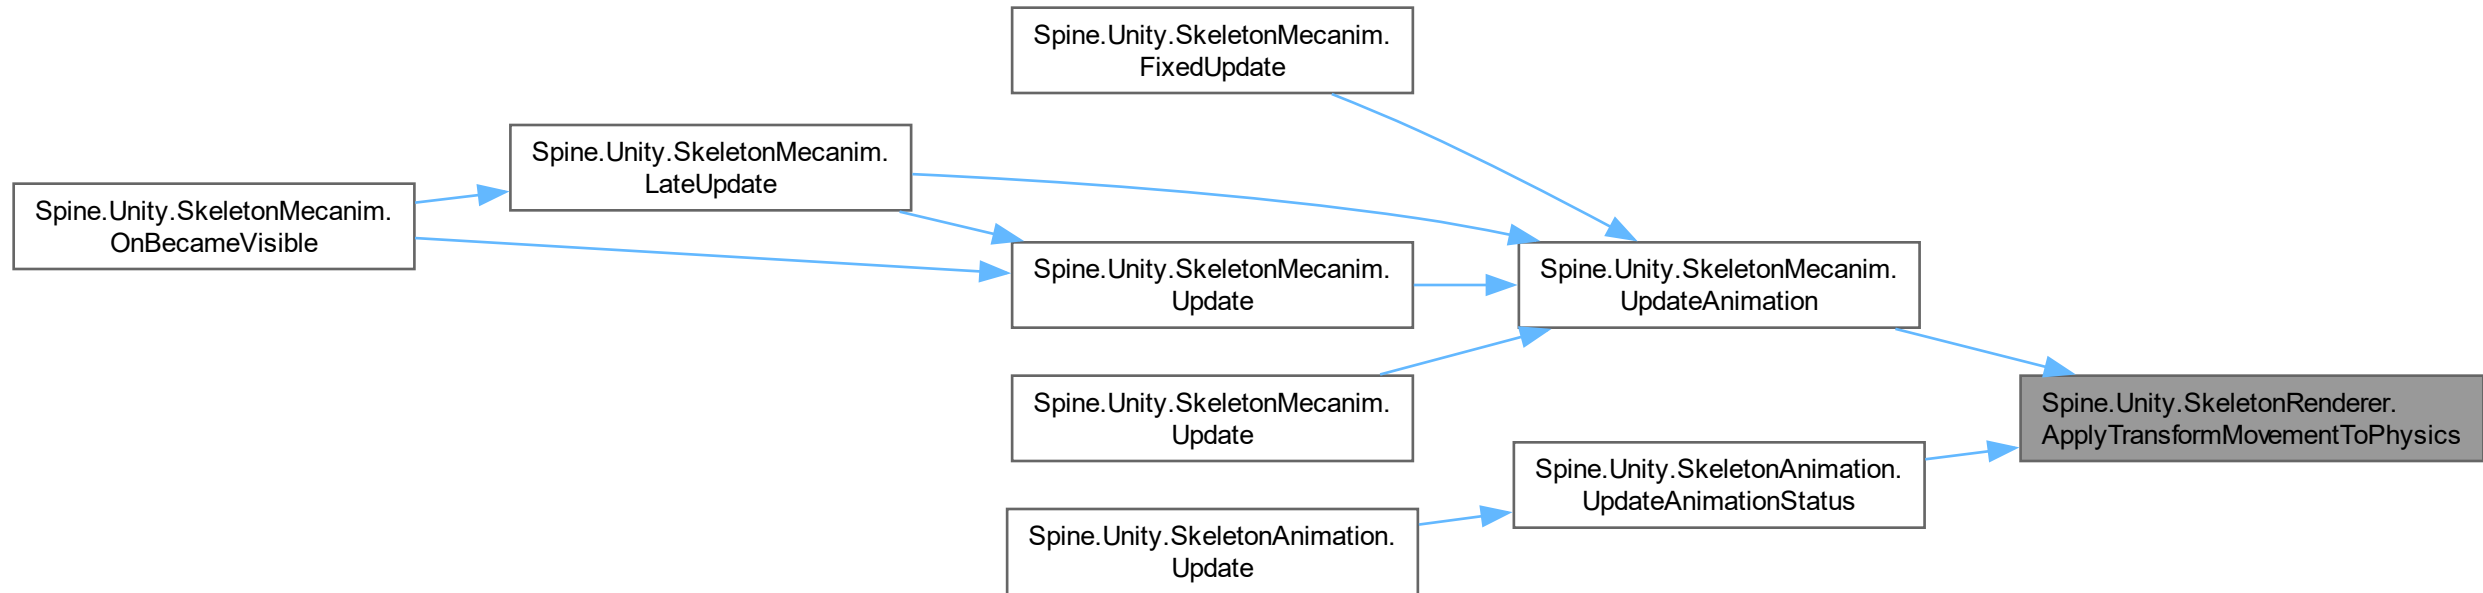 Spine.Unity.SkeletonMecanim.
FixedUpdate
Spine.Unity.SkeletonMecanim.
LateUpdate
Spine.Unity.SkeletonMecanim.
OnBecameVisible
Spine.Unity.SkeletonMecanim.
Update
Spine.Unity.SkeletonMecanim.
UpdateAnimation
Spine.Unity.SkeletonMecanim.
Update
Spine.Unity.SkeletonRenderer.
ApplyTransformMovementToPhysics
Spine.Unity.SkeletonAnimation.
UpdateAnimationStatus
Spine.Unity.SkeletonAnimation.
Update